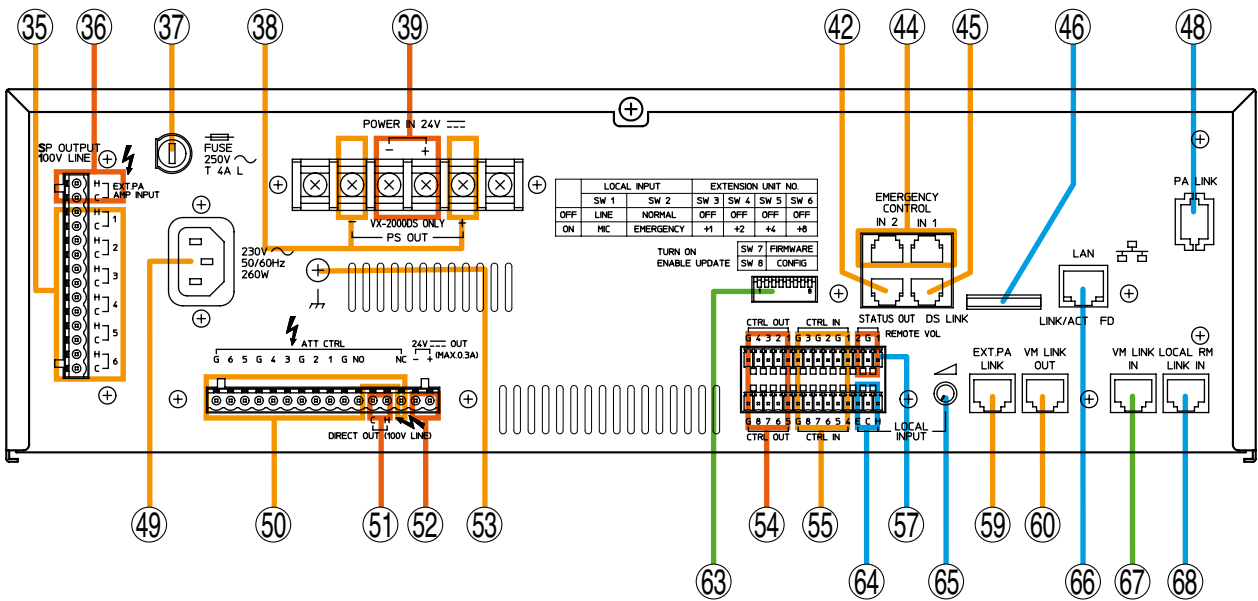 35 36 37 38 39 42 44 45 46 48
SP OUTPUT
100V LINE
H
C
EXT.PA
AMP INPUT
H
1
C
H
2
C
H
3
C
H
4
C
H
5
C
H
6
C
FUSE
250V
T 4A L
230V
50/60Hz
260W
POWER IN 24V
− +
VX-2000DS ONLY
− PS OUT +
LOCAL INPUT EXTENSION UNIT NO.
SW 1 SW 2 SW 3 SW 4 SW 5 SW 6
OFF LINE NORMAL OFF OFF OFF OFF
ON MIC EMERGENCY +1 +2 +4 +8
TURN ON
ENABLE UPDATE
SW 7 FIRMWARE
SW 8 CONFIG
1 8
EMERGENCY
CONTROL
IN 2 IN 1
STATUS OUT DS LINK
PA LINK
LAN
LINK/ACT FD
ATT CTRL
G 6 5 G 4 3 G 2 1 G NO NC
24V OUT
− + (MAX.0.3A)
C H
DIRECT OUT (100V LINE)
CTRL OUT CTRL IN REMOTE VOL
G 4 3 2 1 G 3 G 2 G 1 2 G 1
G 8 7 6 5 G 8 7 6 5 4 E C H
CTRL OUT CTRL IN LOCAL
INPUT
EXT.PA
LINK
VM LINK
OUT
VM LINK
IN
LOCAL RM
LINK IN
49 50 51 52 53 54 55 57 59 60
63 64 65 66 67 68